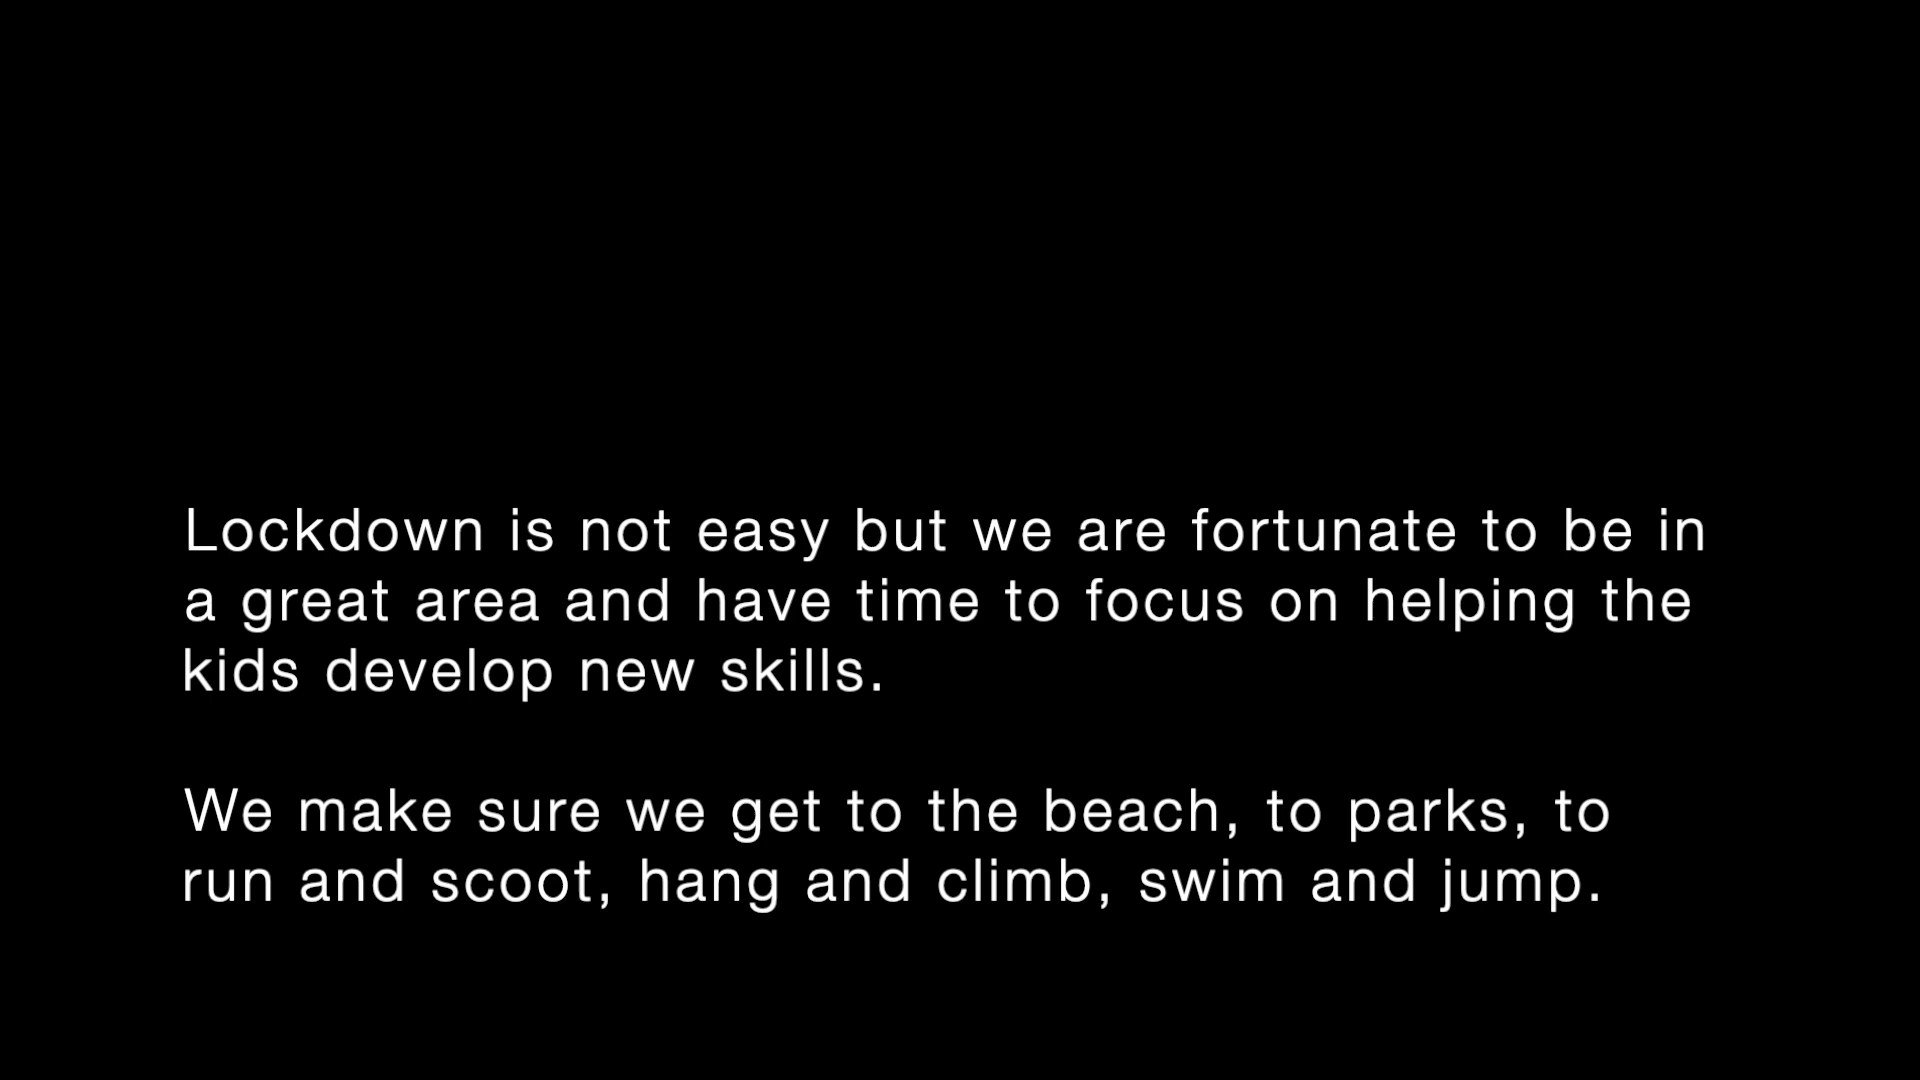 Lockdown is not easy but we are fortunate to be in
a great area and have time to focus on helping the
kids develop new skills.
We make sure we get to the beach, to parks, to
run and scoot, hang and climb, swim and jump.